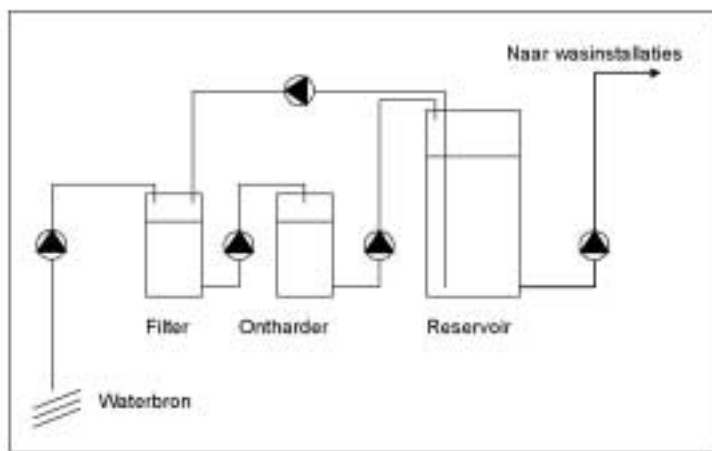 Naar wasinstallaties
Filter
Ontharder
Reservoir
Waterbron